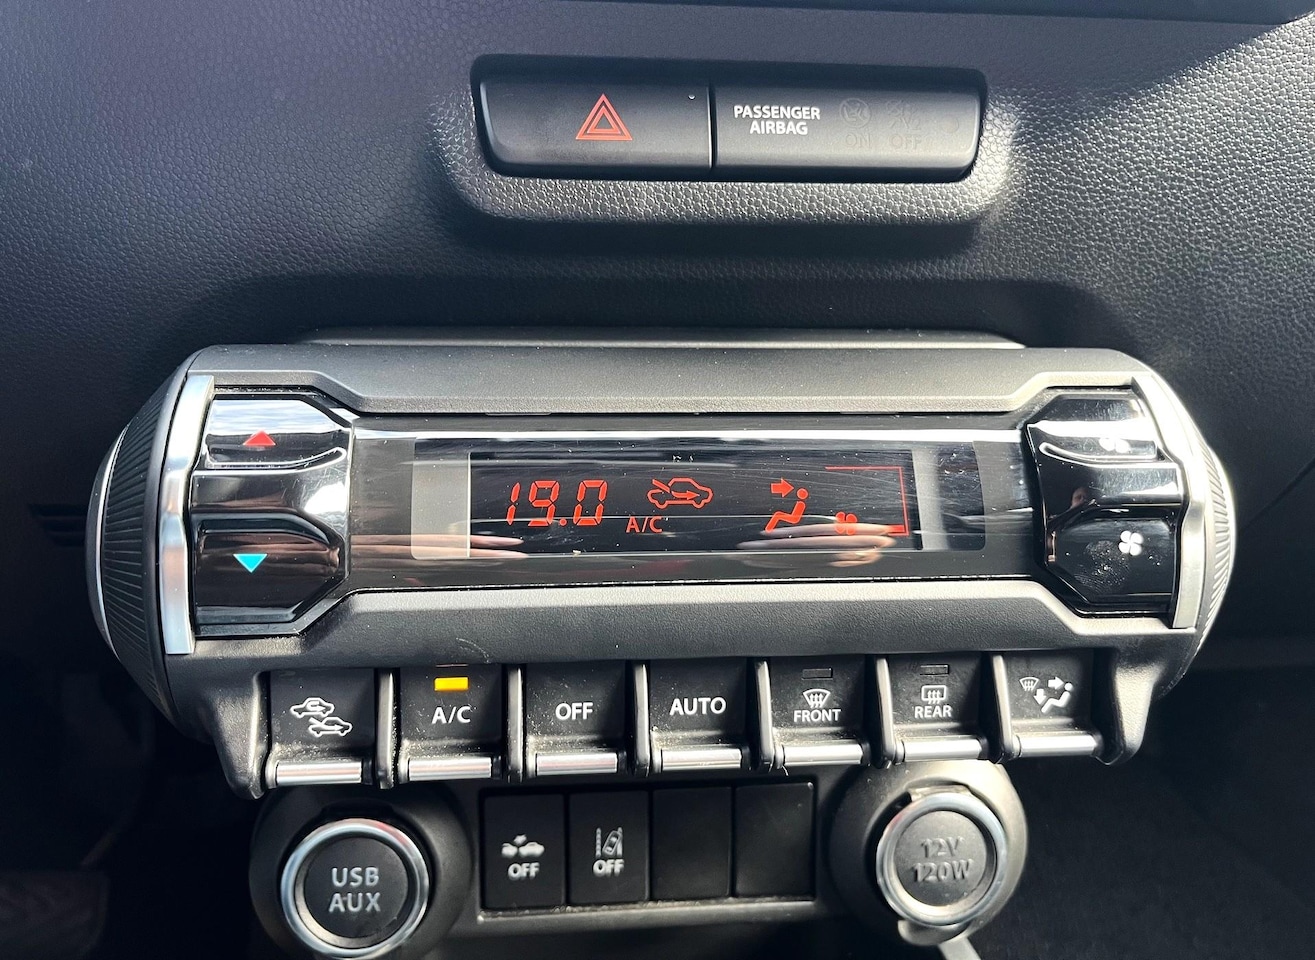 PASSENGER
AIRBAG
ON
OFF
19.0
A/C
A/C
OFF
AUTO
FRONT
REAR
USB
AUX
OFF
OFF
12V
120W